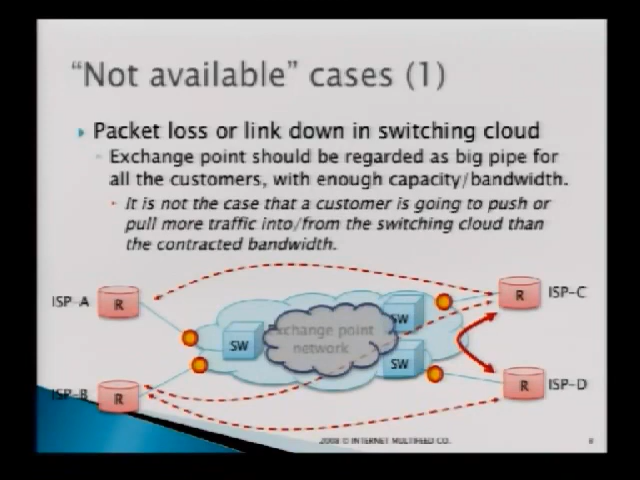 “Not available” cases (1)
Packet loss or link down in switching cloud
Exchange point should be regarded as big pipe for
all the customers, with enough capacity/bandwidth.
It is not the case that a customer is going to push or
pull more traffic into/from the switching cloud than
the contracted bandwidth.
ISP-A
R
R
ISP-C
SW
Exchange point
network
SW
SW
ISP-B
R
R
ISP-D
2008 © INTERNET MULTIFEED CO.
8